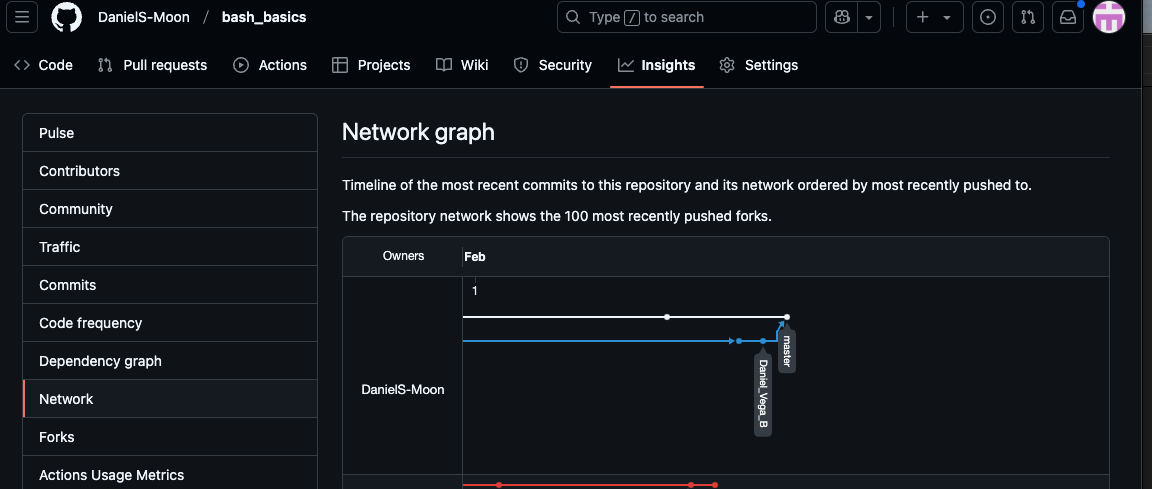 DanielS-Moon / bash_basics
Type / to search
Code Pull requests Actions Projects Wiki Security Insights Settings
Pulse
Contributors
Community
Traffic
Commits
Code frequency
Dependency graph
Network
Forks
Actions Usage Metrics
Network graph
Timeline of the most recent commits to this repository and its network ordered by most recently pushed to.
The repository network shows the 100 most recently pushed forks.
Owners Feb
1
DanielS-Moon
master
Daniel_Vega_B